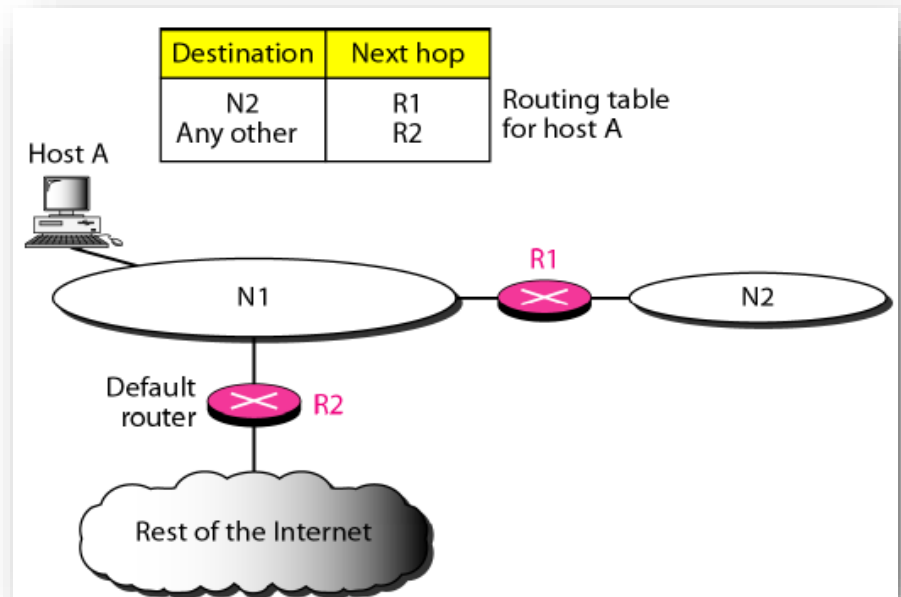 Destination Next hop
N2 R1
Any other R2
Routing table
for host A
Host A
R1
N1
N2
Default
router
R2
Rest of the Internet